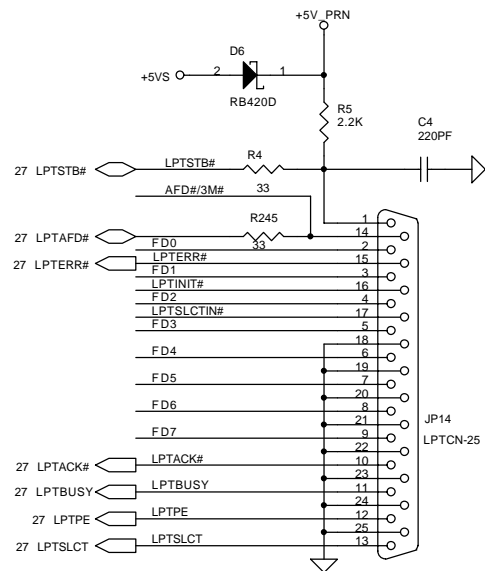 +5V_PRN
D6
+5VS 2 1
RB420D
R5
2.2K
C4
220PF
27 LPTSTB# LPTSTB# R4
33
AFD#/3M#
1
27 LPTAFD# R245 14
FD0 33 2
27 LPTERR# LPTERR# 15
FD1 3
LPTINIT# 16
FD2 4
LPTSLCTIN# 17
FD3 5
18
FD4 6
19
FD5 7
20
FD6 8
21
JP14
FD7 9
LPTCN-25
22
27 LPTACK# LPTACK# 10
23
27 LPTBUSY LPTBUSY 11
24
27 LPTPE LPTPE 12
25
27 LPTSLCT LPTSLCT 13